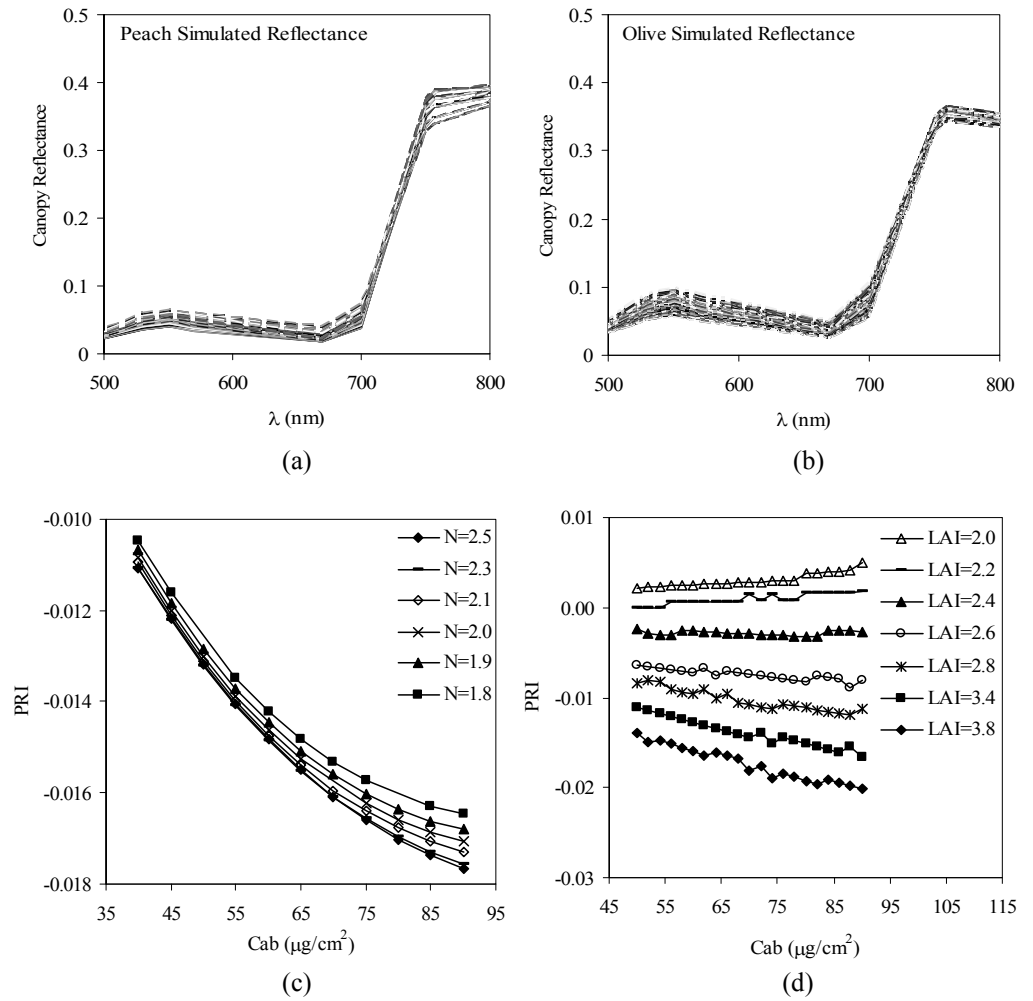 Peach Simulated Reflectance
0.5
0.4
0.3
0.2
0.1
0
500
600
700
800
Canopy Reflectance
λ (nm)
(a)
Olive Simulated Reflectance
0.5
0.4
0.3
0.2
0.1
0
500
600
700
800
Canopy Reflectance
λ (nm)
(b)
-0.010
-0.012
-0.014
-0.016
-0.018
35
45
55
65
75
85
95
PRI
Cab (μg/cm²)
N=2.5
N=2.3
N=2.1
N=2.0
N=1.9
N=1.8
(c)
0.01
0.00
-0.01
-0.02
-0.03
45
55
65
75
85
95
105
115
PRI
Cab (μg/cm²)
LAI=2.0
LAI=2.2
LAI=2.4
LAI=2.6
LAI=2.8
LAI=3.4
LAI=3.8
(d)